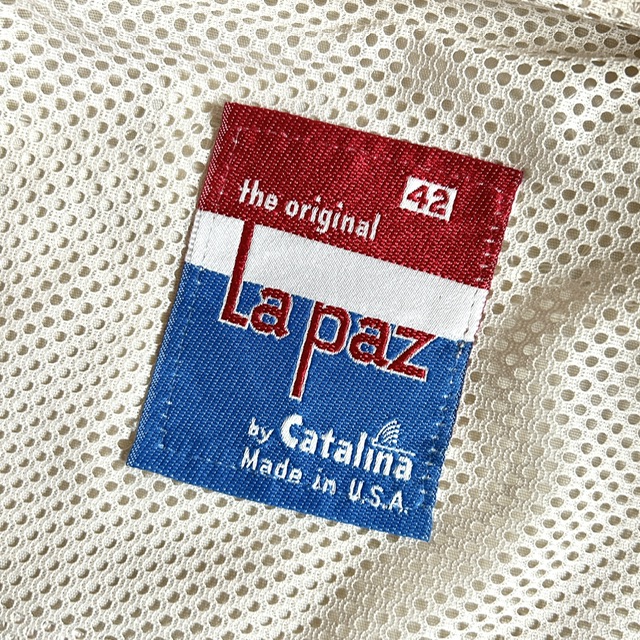 42
the original
La paz
by Catalina
Made in U.S.A.